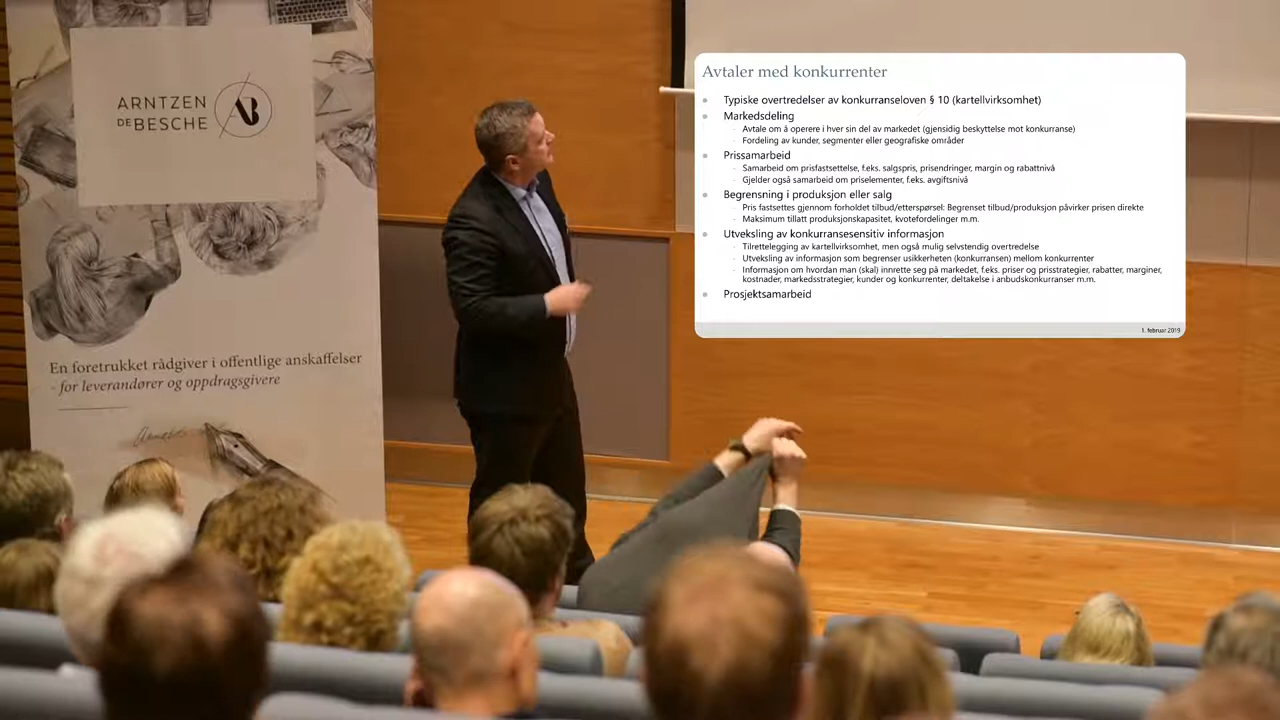 ARNTZEN
DE BESCHE
En foretrukket rådgiver i offentlige anskaffelser
- for leverandører og oppdragsgivere
Avtaler med konkurrenter
Typiske overtredelser av konkurranseloven § 10 (kartellvirksomhet)
Markedsdeling
Avtale om å operere i hver sin del av markedet (gjensidig beskyttelse mot konkurranse)
Fordeling av kunder, segmenter eller geografiske områder
Prissamarbeid
Samarbeid om prisfastsettelse, f.eks. salgspris, prisendringer, margin og rabattnivå
Gjelder også samarbeid om priselementer, f.eks. avgiftsnivå
Begrensning i produksjon eller salg
Pris fastsettes gjennom forholdet tilbud/etterspørsel: Begrenset tilbud/produksjon påvirker prisen direkte
Maksimum tillatt produksjonskapasitet, kvotefordelinger m.m.
Utveksling av konkurransesensitiv informasjon
Tilrettelegging av kartellvirksomhet, men også mulig selvstendig overtredelse
Utveksling av informasjon som begrenser usikkerheten (konkurransen) mellom konkurrenter
Informasjon om hvordan man (skal) innrette seg på markedet, f.eks. priser og prisstrategier, rabatter, marginer,
kostnader, markedsstrategier, kunder og konkurrenter, deltakelse i anbudskonkurranser m.m.
Prosjektsamarbeid
1. februar 2019